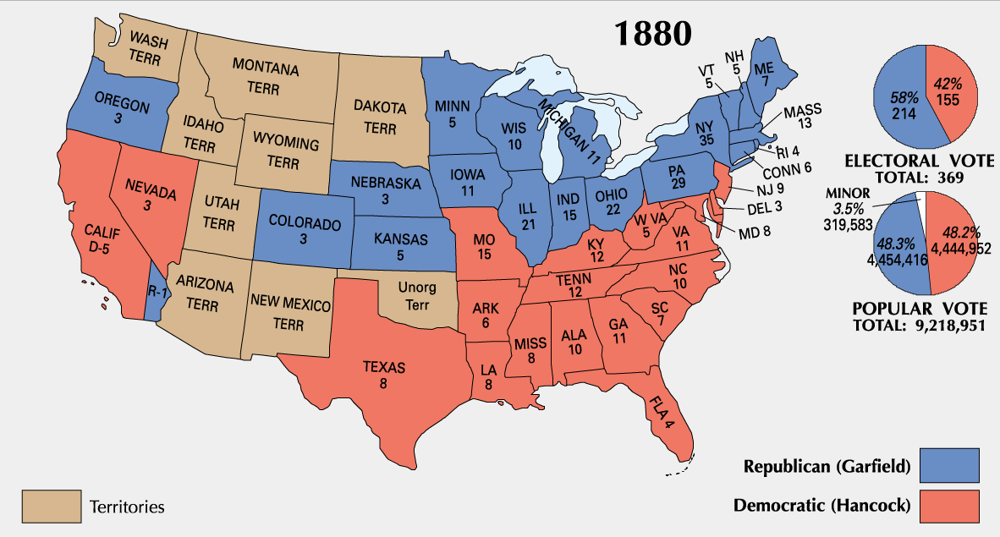 1880
WASH
TERR
MONTANA
TERR
OREGON
3
IDAHO
TERR
WYOMING
TERR
DAKOTA
TERR
MINN
5
WIS
10
MICHIGAN 11
VT
5
NH
5
ME
7
NY
35
MASS
13
RI 4
CONN 6
NJ 9
DEL 3
MD 8
PA
29
NEVADA
3
CALIF
D-5
R-1
UTAH
TERR
COLORADO
3
NEBRASKA
3
KANSAS
5
IOWA
11
ILL
21
IND
15
OHIO
22
W VA
5
VA
11
MO
15
KY
12
TENN
12
NC
10
SC
7
ARIZONA
TERR
NEW MEXICO
TERR
Unorg
Terr
ARK
6
MISS
8
ALA
10
GA
11
TEXAS
8
LA
8
FLA 4
58%
214
42%
155
ELECTORAL VOTE
TOTAL: 369
MINOR
3.5%
319,583
48.3%
4,454,416
48.2%
4,444,952
POPULAR VOTE
TOTAL: 9,218,951
Republican (Garfield)
Democratic (Hancock)
Territories